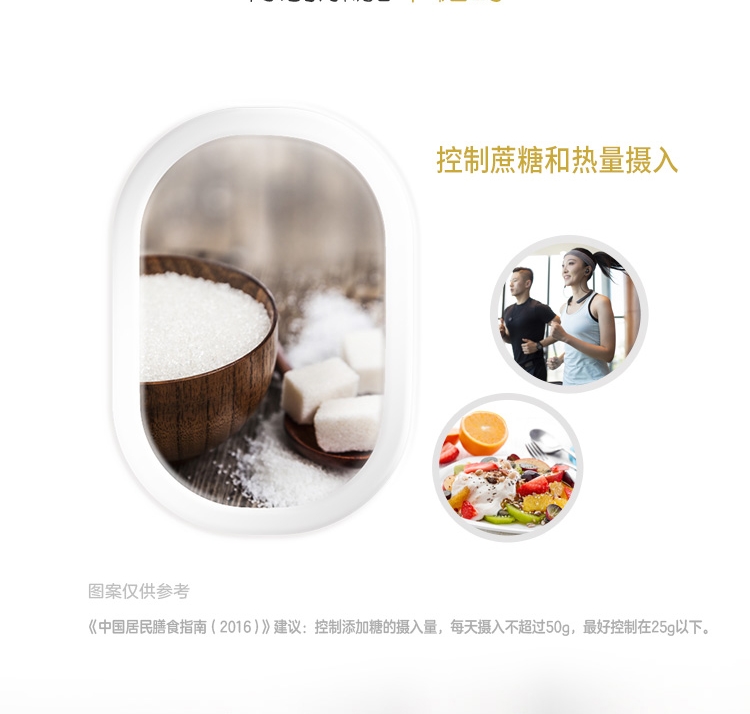 控制蔗糖和热量摄入
图案仅供参考
《中国居民膳食指南（2016）》建议：控制添加糖的摄入量，每天摄入不超过50g，最好控制在25g以下。